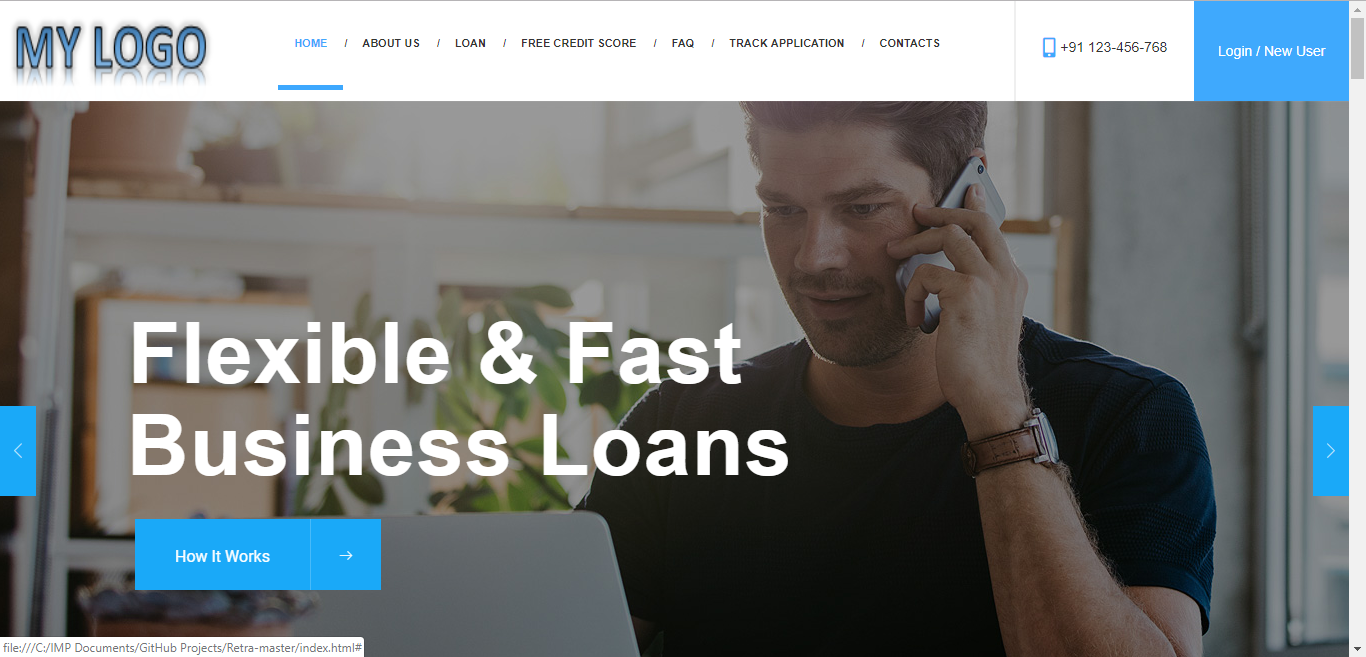 MY LOGO
HOME / ABOUT US / LOAN / FREE CREDIT SCORE / FAQ / TRACK APPLICATION / CONTACTS
+91 123-456-768
Login / New User
Flexible & Fast
Business Loans
How It Works
file:///C:/IMP Documents/GitHub Projects/Retra-master/index.html#